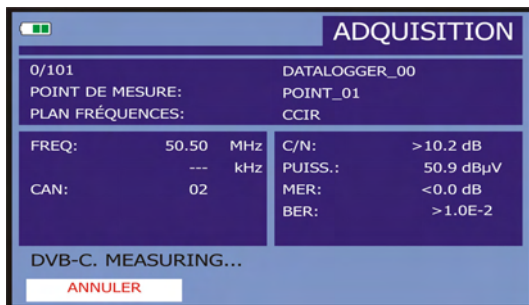 ADQUISITION
0/101 DATALOGGER_00
POINT DE MESURE: POINT_01
PLAN FRÉQUENCES: CCIR
FREQ: 50.50 MHz
--- kHz
CAN: 02
C/N: >10.2 dB
PUISS.: 50.9 dBµV
MER: <0.0 dB
BER: >1.0E-2
DVB-C. MEASURING...
ANNULER